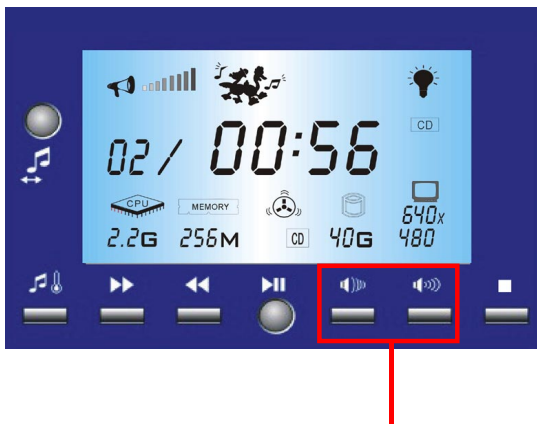 CD
02/ 00:56
CPU MEMORY
640x
2.2G 256M CD 40G 480